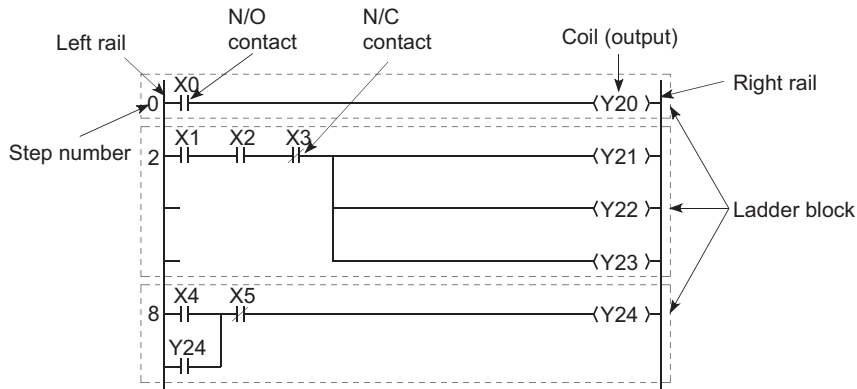 N/O
contact
N/C
contact
Coil (output)
Left rail
Right rail
X0
0
Y20
Step number
X1 X2 X3
2
Y21
Y22
Ladder block
Y23
X4 X5
8
Y24
Y24